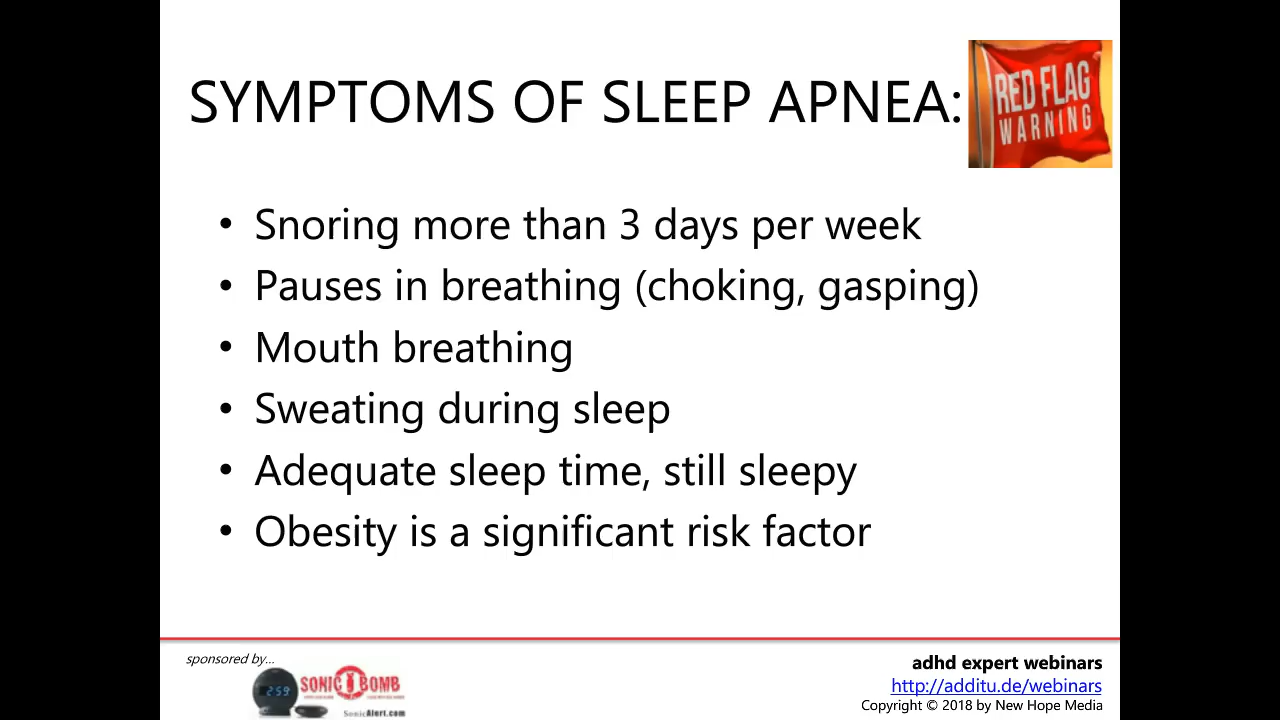 SYMPTOMS OF SLEEP APNEA:
RED FLAG
WARNING
• Snoring more than 3 days per week
• Pauses in breathing (choking, gasping)
• Mouth breathing
• Sweating during sleep
• Adequate sleep time, still sleepy
• Obesity is a significant risk factor
sponsored by...
2:59
SONIC BOMB
SonicAlert.com
adhd expert webinars
http://additu.de/webinars
Copyright © 2018 by New Hope Media